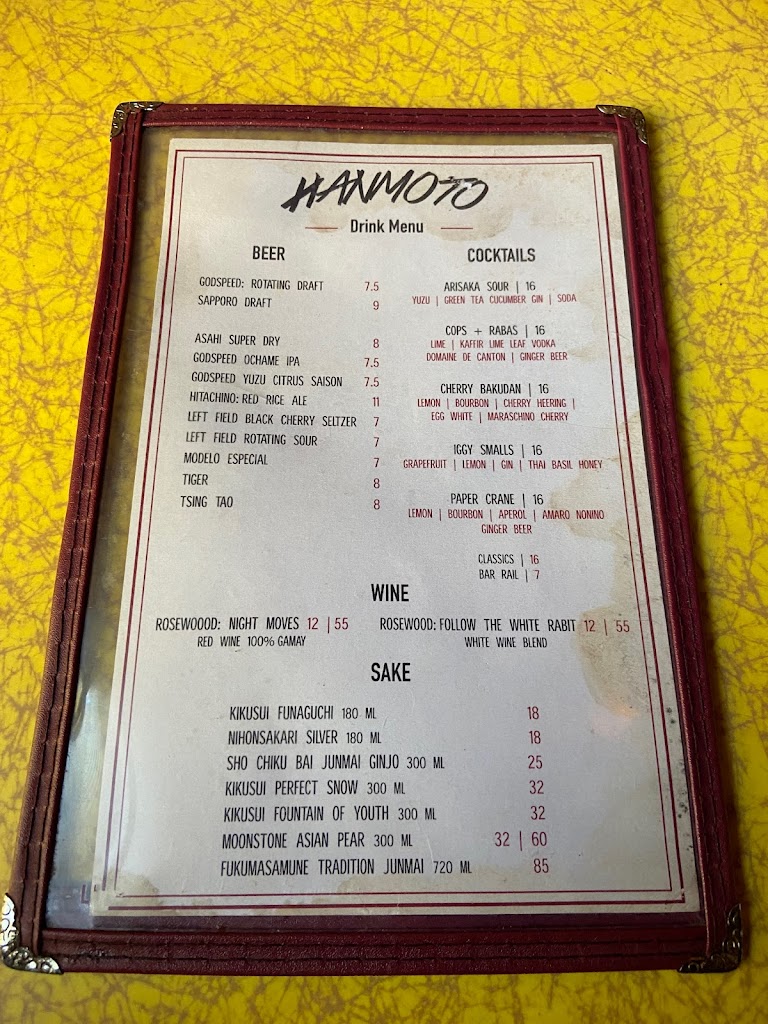 HANMOTO
Drink Menu
BEER
GODSPEED: ROTATING DRAFT 7.5
SAPPORO DRAFT 9
ASAHI SUPER DRY 8
GODSPEED OCHAME IPA 7.5
GODSPEED YUZU CITRUS SAISON 7.5
HITACHINO: RED RICE ALE 11
LEFT FIELD BLACK CHERRY SELTZER 7
LEFT FIELD ROTATING SOUR 7
MODELO ESPECIAL 7
TIGER 8
TSING TAO 8
COCKTAILS
ARISAKA SOUR | 16
YUZU | GREEN TEA CUCUMBER GIN | SODA
COPS + RABAS | 16
LIME | KAFFIR LIME LEAF VODKA
DOMAINE DE CANTON | GINGER BEER
CHERRY BAKUDAN | 16
LEMON | BOURBON | CHERRY HEERING |
EGG WHITE | MARASCHINO CHERRY
IGGY SMALLS | 16
GRAPEFRUIT | LEMON | GIN | THAI BASIL HONEY
PAPER CRANE | 16
LEMON | BOURBON | APEROL | AMARO NONINO
GINGER BEER
CLASSICS | 16
BAR RAIL | 7
WINE
ROSEWOOOD: NIGHT MOVES 12 | 55
RED WINE 100% GAMAY
ROSEWOOD: FOLLOW THE WHITE RABIT 12 | 55
WHITE WINE BLEND
SAKE
KIKUSUI FUNAGUCHI 180 ML 18
NIHONSAKARI SILVER 180 ML 18
SHO CHIKU BAI JUNMAI GINJO 300 ML 25
KIKUSUI PERFECT SNOW 300 ML 32
KIKUSUI FOUNTAIN OF YOUTH 300 ML 32
MOONSTONE ASIAN PEAR 300 ML 32 | 60
FUKUMASAMUNE TRADITION JUNMAI 720 ML 85